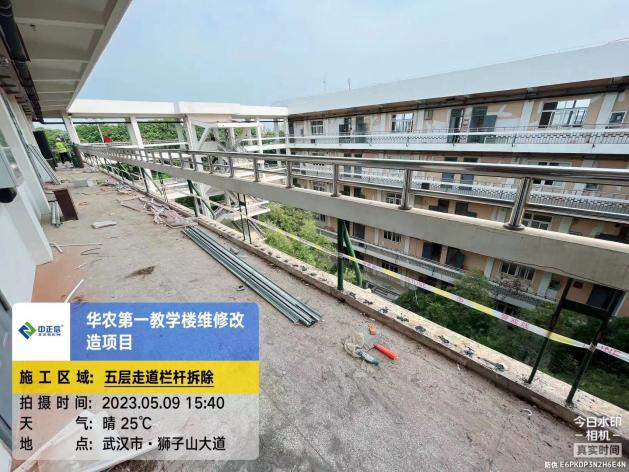 中正信
华农第一教学楼维修改
造项目
施工区域：五层走道栏杆拆除
拍摄时间：2023.05.09 15:40
天气：晴 25℃
地点：武汉市·狮子山大道
今日水印
相机
真实时间
防伪 E6PKDP3N2H6E4N